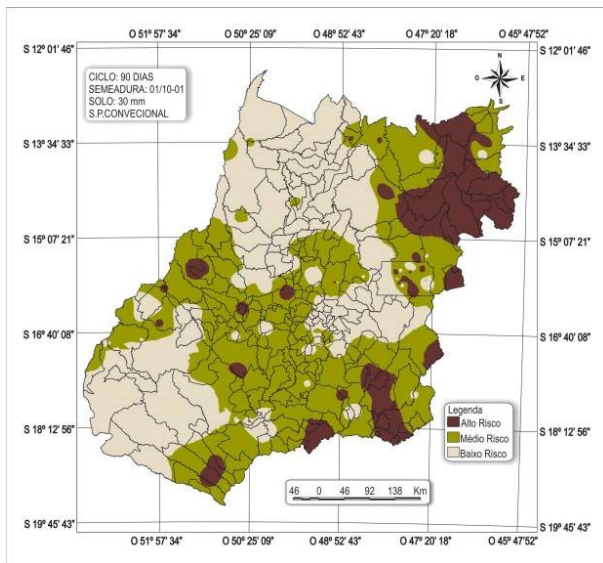 O 51º 57' 34" O 50º 25' 09" O 48º 52' 43" O 47º 20' 18" O 45º 47' 52"
S 12º 01' 46" S 12º 01' 46"
CICLO: 90 DIAS
SEMEADURA: 01/10-01
SOLO: 30 mm
S.P.CONVECIONAL
N
O E
S
S 13º 34' 33" S 13º 34' 33"
S 15º 07' 21" S 15º 07' 21"
S 16º 40' 08" S 16º 40' 08"
Legenda
Alto Risco
Médio Risco
Baixo Risco
S 18º 12' 56" S 18º 12' 56"
46 0 46 92 138 Km
S 19º 45' 43" S 19º 45' 43"
O 51º 57' 34" O 50º 25' 09" O 48º 52' 43" O 47º 20' 18" O 45º 47' 52"